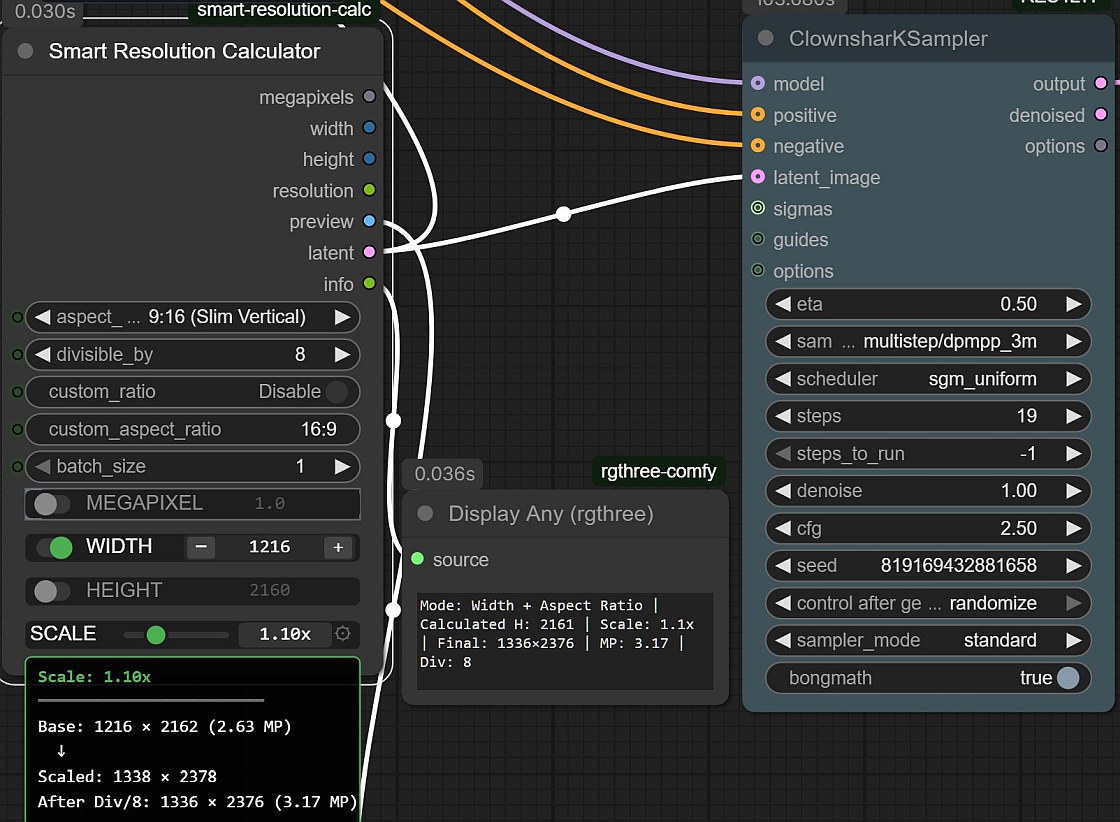 0.030s
smart-resolution-calc
Smart Resolution Calculator
megapixels
width
height
resolution
preview
latent
info
aspect_ ... 9:16 (Slim Vertical)
divisible_by 8
custom_ratio Disable
custom_aspect_ratio 16:9
batch_size 1
MEGAPIXEL 1.0
WIDTH − 1216 +
HEIGHT 2160
SCALE 1.10x
Scale: 1.10x
Base: 1216 × 2162 (2.63 MP)
↓
Scaled: 1338 × 2378
After Div/8: 1336 × 2376 (3.17 MP)
0.036s
rgthree-comfy
Display Any (rgthree)
source
Mode: Width + Aspect Ratio |
Calculated H: 2161 | Scale: 1.1x
| Final: 1336×2376 | MP: 3.17 |
Div: 8
ClownsharKSampler
model output
positive denoised
negative options
latent_image
sigmas
guides
options
eta 0.50
sam ... multistep/dpmpp_3m
scheduler sgm_uniform
steps 19
steps_to_run -1
denoise 1.00
cfg 2.50
seed 819169432881658
control after ge ... randomize
sampler_mode standard
bongmath true